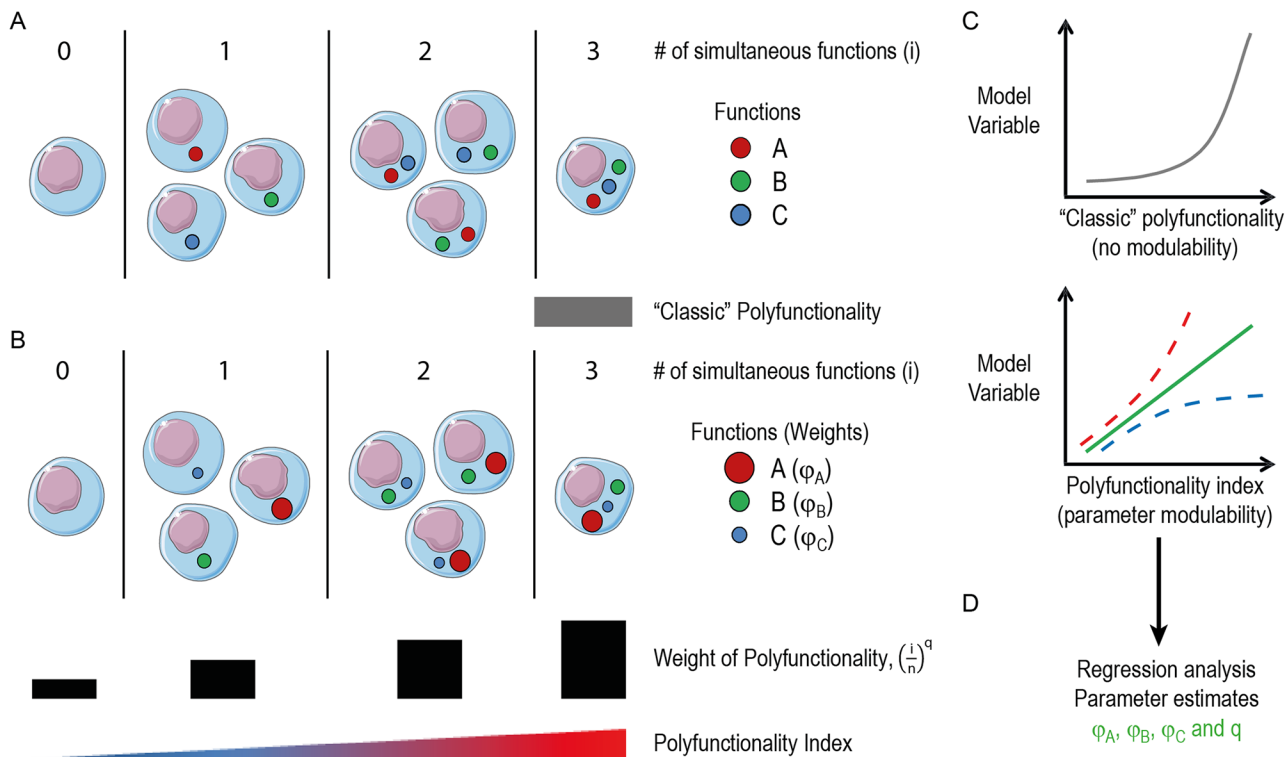 A
0
1
2
3
# of simultaneous functions (i)
Functions
A
B
C
“Classic” Polyfunctionality
B
0
1
2
3
# of simultaneous functions (i)
Functions (Weights)
A (φA)
B (φB)
C (φC)
Weight of Polyfunctionality, (i/n)^q
Polyfunctionality Index
C
Model
Variable
“Classic” polyfunctionality
(no modulability)
Model
Variable
Polyfunctionality index
(parameter modulability)
D
Regression analysis
Parameter estimates
φA, φB, φC and q